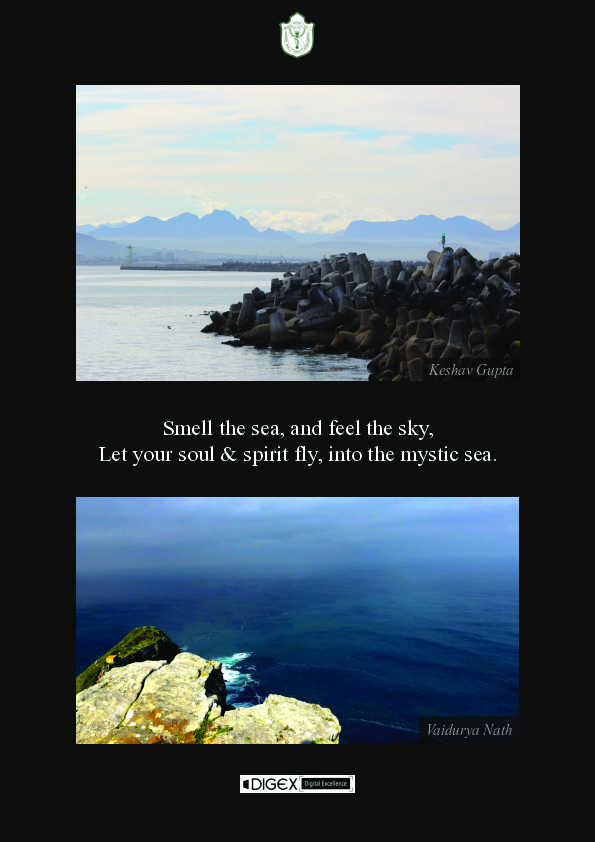 Keshav Gupta
Smell the sea, and feel the sky,
Let your soul & spirit fly, into the mystic sea.
Vaidurya Nath
DIGEX Digital Excellence